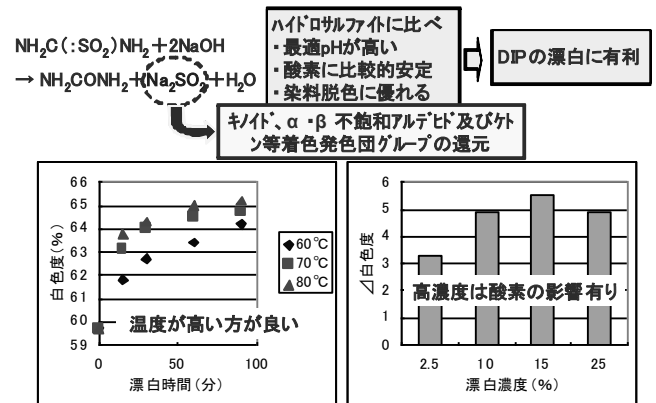 NH₂C(:SO₂)NH₂+2NaOH
→ NH₂CONH₂+Na₂SO₂+H₂O
ハイドロサルファイトに比べ
・最適pHが高い
・酸素に比較的安定
・染料脱色に優れる
DIPの漂白に有利
キノイド、α・β 不飽和アルデヒド及びケト
ン等着色発色団グループの還元
白色度(%)
66
65
64
63
62
61
60
59
0
50
100
漂白時間(分)
60℃
70℃
80℃
温度が高い方が良い
⊿白色度
6
5
4
3
2
1
0
2.5
10
15
25
漂白濃度(%)
高濃度は酸素の影響有り